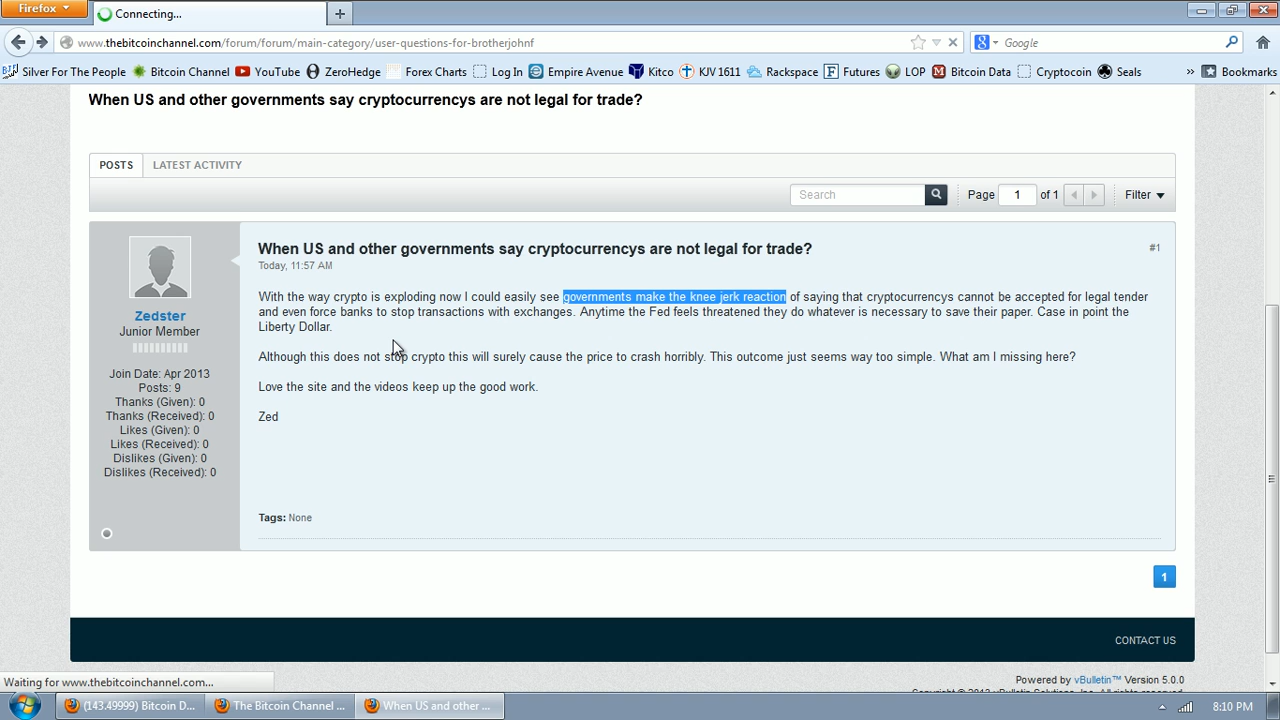 Firefox
Connecting...
www.thebitcoinchannel.com/forum/forum/main-category/user-questions-for-brotherjohnf
Google
Silver For The People
Bitcoin Channel
YouTube
ZeroHedge
Forex Charts
Log In
Empire Avenue
Kitco
KJV 1611
Rackspace
Futures
LOP
Bitcoin Data
Cryptocoin
Seals
»
Bookmarks
When US and other governments say cryptocurrencys are not legal for trade?
POSTS
LATEST ACTIVITY
Search
Page
1
of 1
Filter
When US and other governments say cryptocurrencys are not legal for trade?
#1
Today, 11:57 AM
With the way crypto is exploding now I could easily see governments make the knee jerk reaction of saying that cryptocurrencys cannot be accepted for legal tender
and even force banks to stop transactions with exchanges. Anytime the Fed feels threatened they do whatever is necessary to save their paper. Case in point the
Liberty Dollar.
Although this does not stop crypto this will surely cause the price to crash horribly. This outcome just seems way too simple. What am I missing here?
Love the site and the videos keep up the good work.
Zed
Tags: None
Zedster
Junior Member
Join Date: Apr 2013
Posts: 9
Thanks (Given): 0
Thanks (Received): 0
Likes (Given): 0
Likes (Received): 0
Dislikes (Given): 0
Dislikes (Received): 0
1
CONTACT US
Powered by vBulletin™ Version 5.0.0
Copyright © 2013 vBulletin Solutions, Inc. All rights reserved.
Waiting for www.thebitcoinchannel.com...
(143.49999) Bitcoin D...
The Bitcoin Channel ...
When US and other ...
8:10 PM